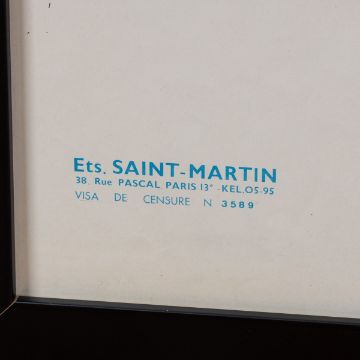 Ets. SAINT-MARTIN
38, Rue PASCAL PARIS 13e -KEL.05-95
VISA DE CENSURE N 3589